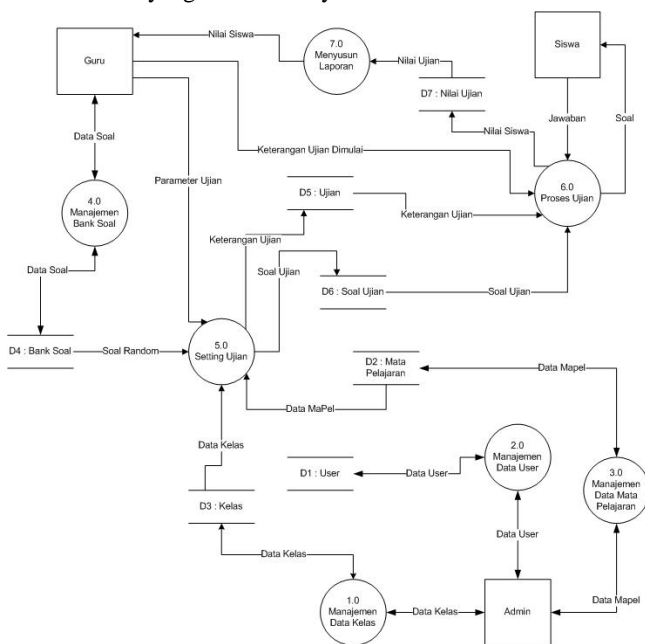 Nilai Siswa
7.0
Menyusun
Laporan
Nilai Ujian
Siswa
Guru
D7 : Nilai Ujian
Nilai Siswa
Jawaban
Soal
Data Soal
Keterangan Ujian Dimulai
Parameter Ujian
D5 : Ujian
6.0
Proses Ujian
4.0
Manajemen
Bank Soal
Keterangan Ujian
Keterangan Ujian
Data Soal
Soal Ujian
D6 : Soal Ujian
Soal Ujian
D4 : Bank Soal
Soal Random
5.0
Setting Ujian
D2 : Mata
Pelajaran
Data Mapel
Data MaPel
Data Kelas
2.0
Manajemen
Data User
D1 : User
Data User
3.0
Manajemen
Data Mata
Pelajaran
D3 : Kelas
Data User
Data Kelas
Data Mapel
1.0
Manajemen
Data Kelas
Data Kelas
Admin